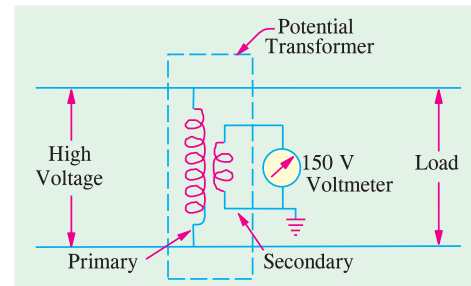 Potential
Transformer
High
Voltage
150 V
Voltmeter
Load
Primary
Secondary